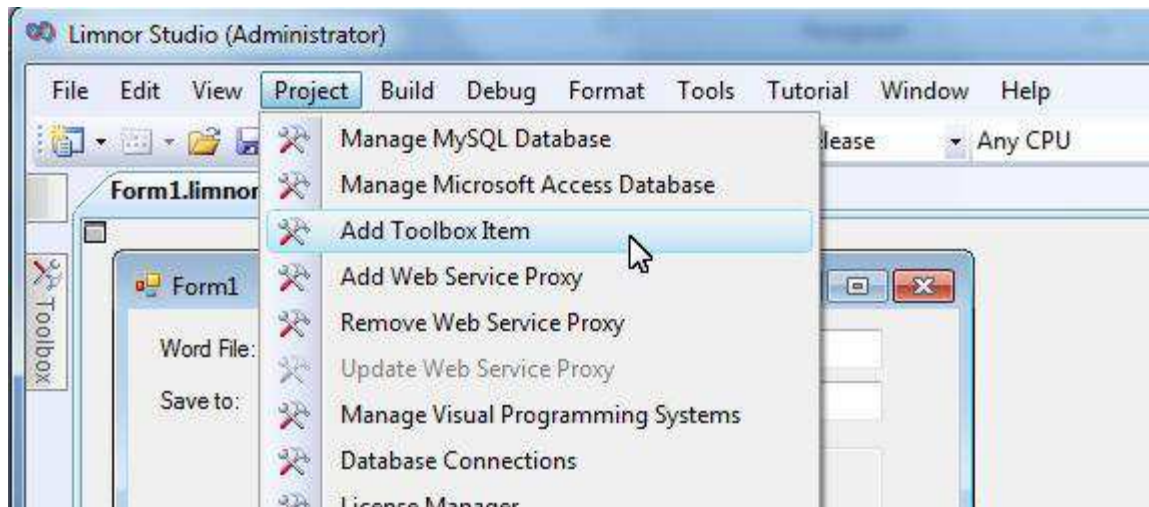 Limnor Studio (Administrator)
File Edit View Project Build Debug Format Tools Tutorial Window Help
lease Any CPU
Form1.limnor
Manage MySQL Database
Manage Microsoft Access Database
Add Toolbox Item
Add Web Service Proxy
Remove Web Service Proxy
Update Web Service Proxy
Manage Visual Programming Systems
Database Connections
License Manager
Toolbox
Form1
Word File:
Save to: